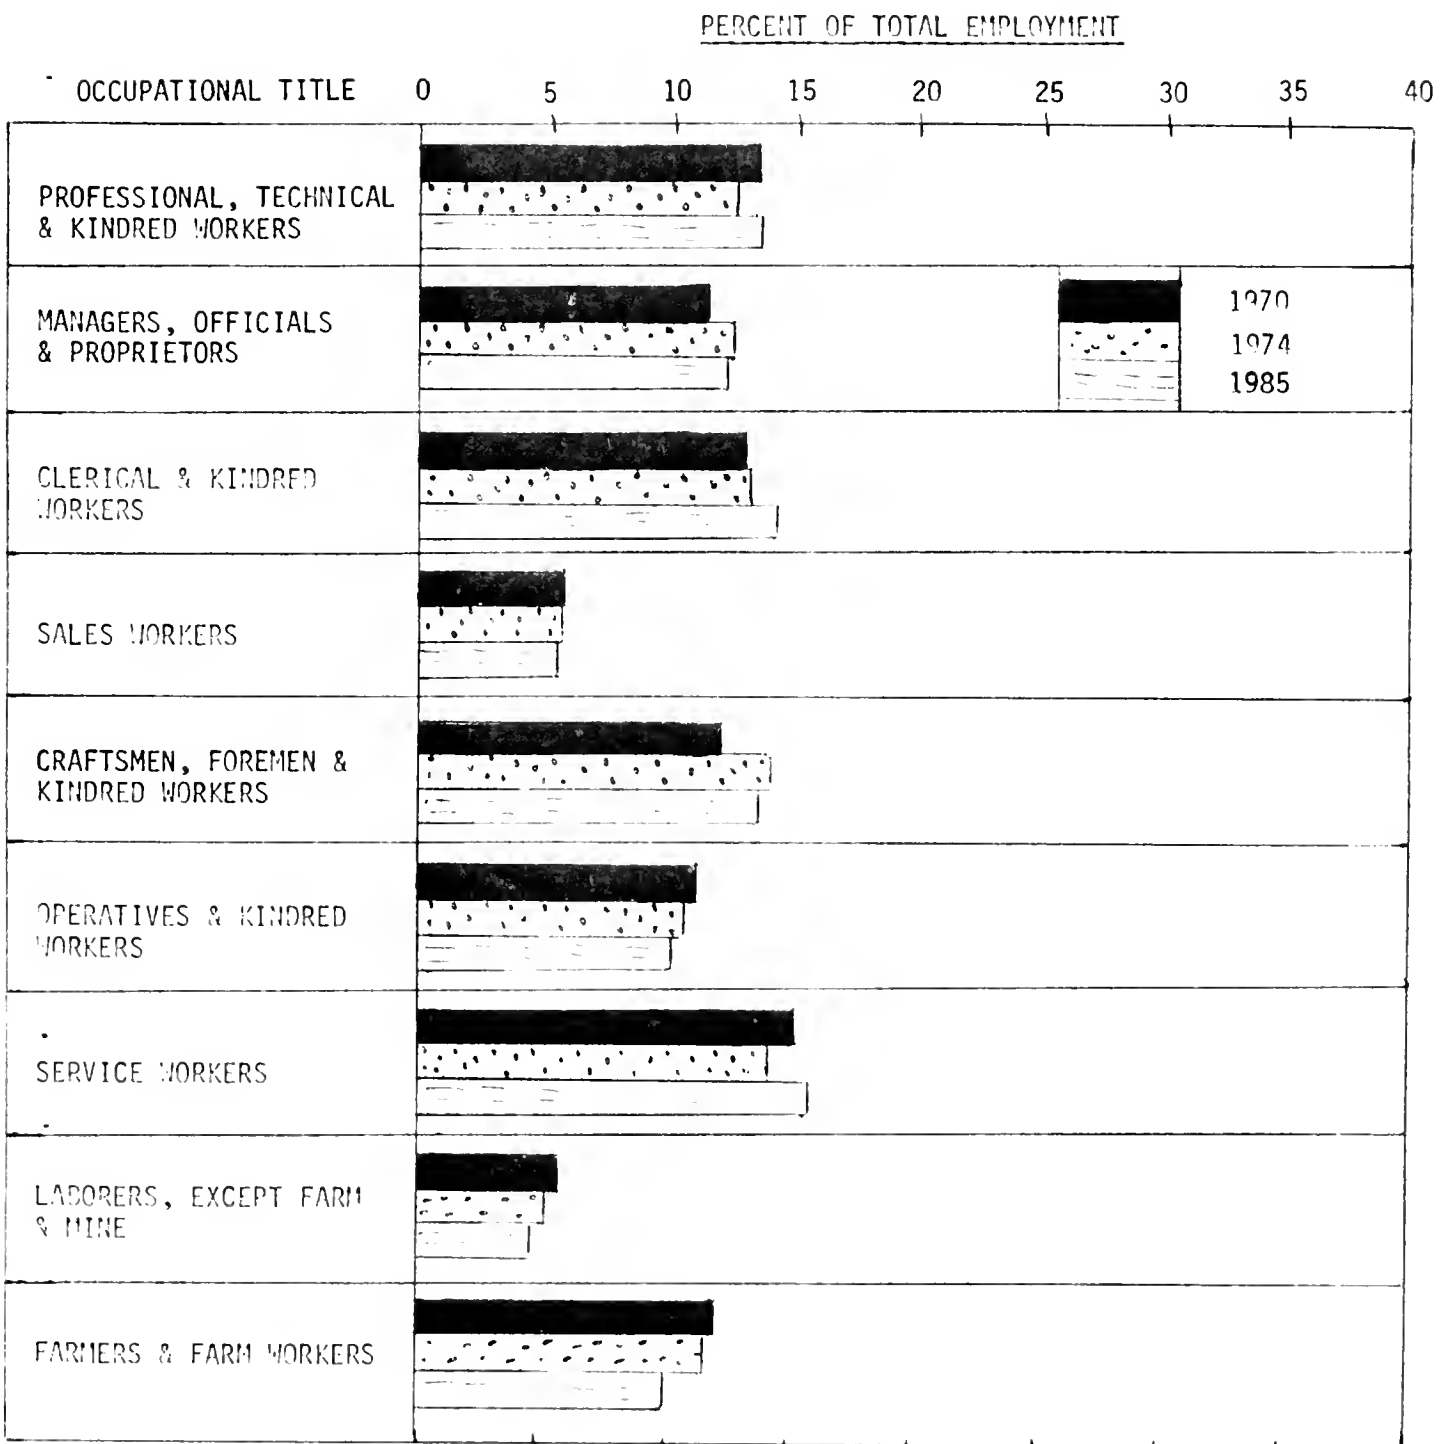 PERCENT OF TOTAL EMPLOYMENT
OCCUPATIONAL TITLE 0 5 10 15 20 25 30 35 40
PROFESSIONAL, TECHNICAL
& KINDRED WORKERS
MANAGERS, OFFICIALS
& PROPRIETORS
1970
1974
1985
CLERICAL & KINDRED
WORKERS
SALES WORKERS
CRAFTSMEN, FOREMEN &
KINDRED WORKERS
OPERATIVES & KINDRED
WORKERS
SERVICE WORKERS
LABORERS, EXCEPT FARM
& MINE
FARMERS & FARM WORKERS